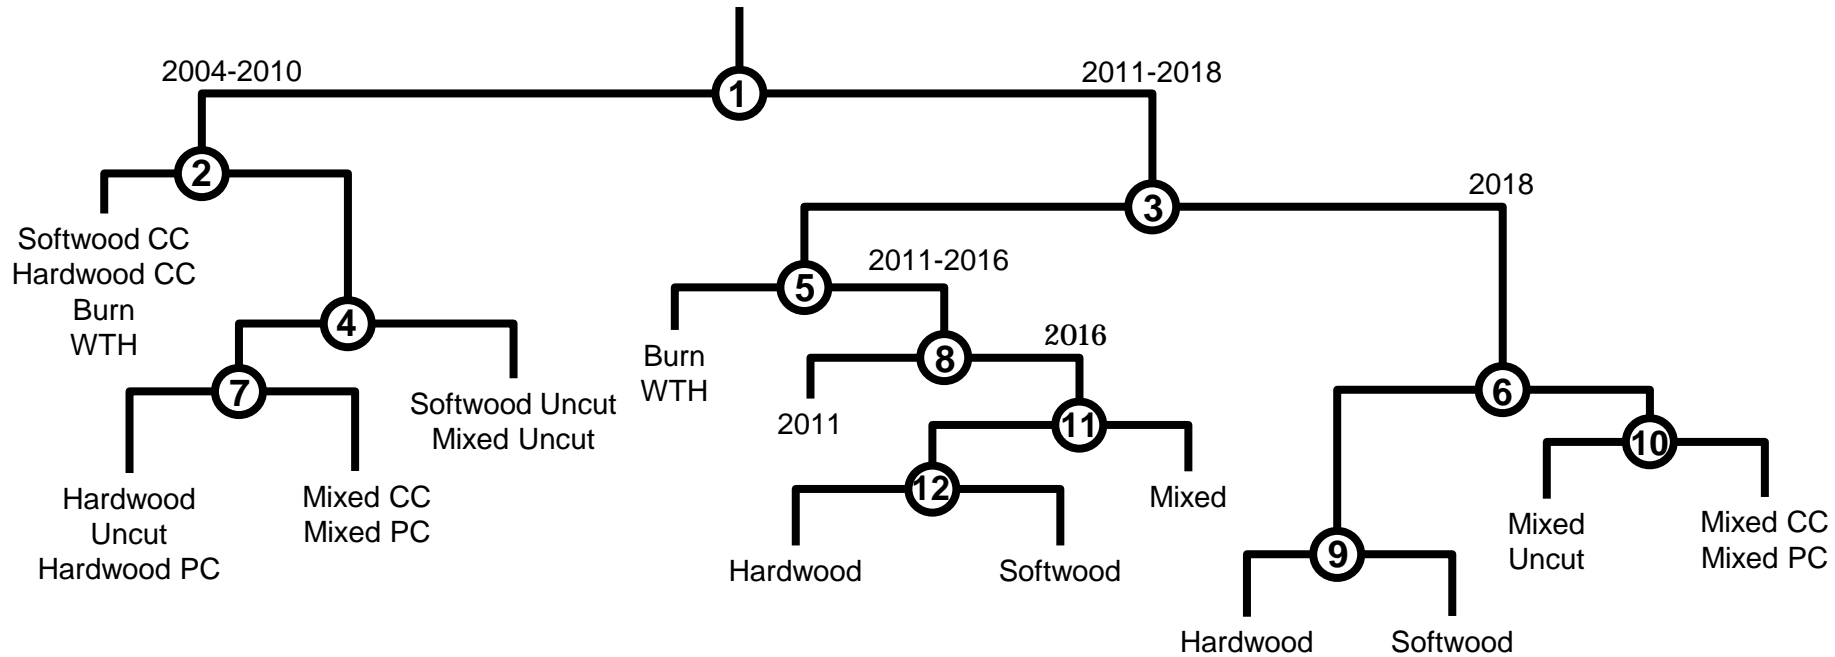 2004-2010
1
2011-2018
2
Softwood CC
Hardwood CC
Burn
WTH
4
7
Softwood Uncut
Mixed Uncut
Hardwood
Uncut
Hardwood PC
Mixed CC
Mixed PC
3
2018
5
2011-2016
Burn
WTH
8
2016
2011
11
12
Mixed
Hardwood
Softwood
6
10
Mixed
Uncut
Mixed CC
Mixed PC
9
Hardwood
Softwood